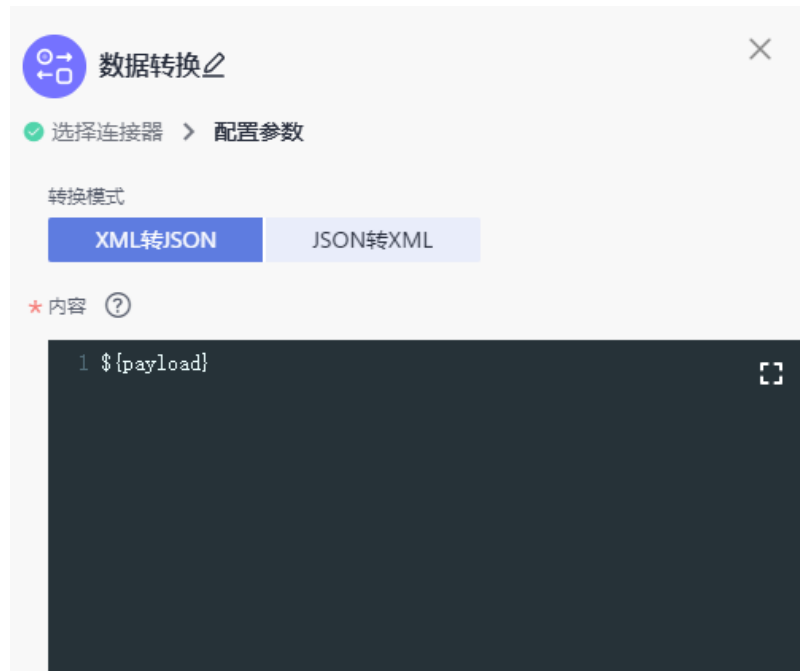 数据转换
选择连接器 > 配置参数
转换模式
XML转JSON JSON转XML
* 内容 ?
1 ${payload}